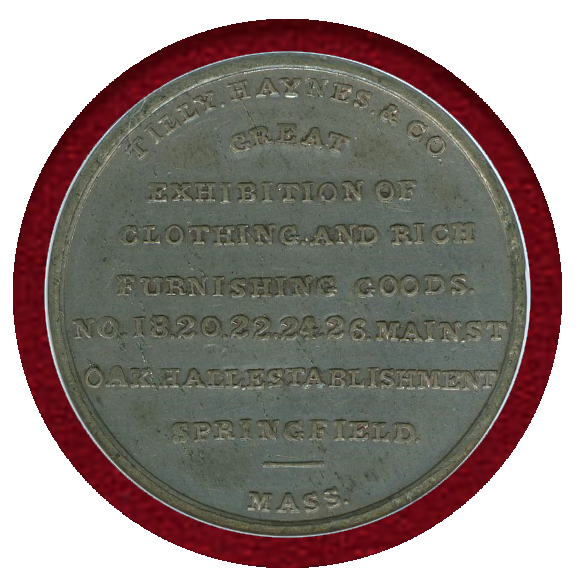 TILLY. HAYNES. & CO.
GREAT
EXHIBITION OF
CLOTHING. AND RICH
FURNISHING GOODS.
NO. 18. 20. 22. 24. 26. MAIN ST
OAK HALL. ESTABLISHMENT
SPRINGFIELD.
MASS.